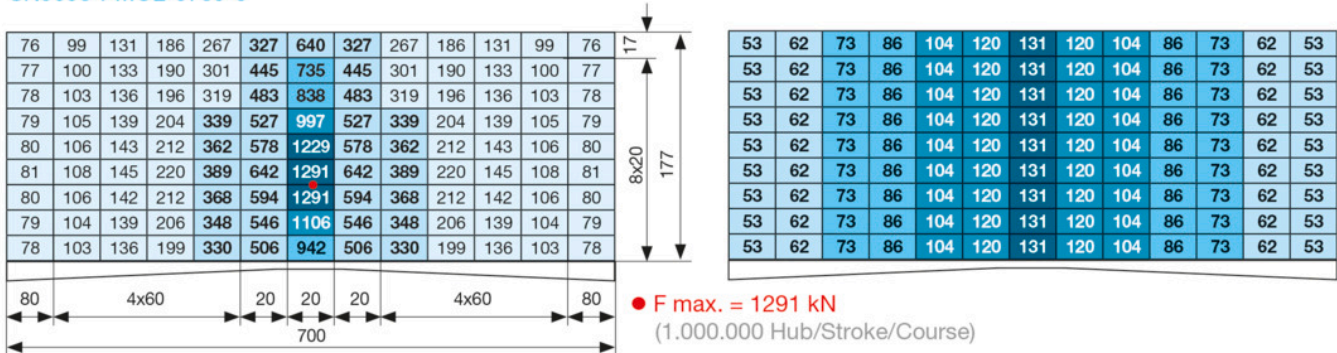 76 99 131 186 267 327 640 327 267 186 131 99 76
77 100 133 190 301 445 735 445 301 190 133 100 77
78 103 136 196 319 483 838 483 319 196 136 103 78
79 105 139 204 339 527 997 527 339 204 139 105 79
80 106 143 212 362 578 1229 578 362 212 143 106 80
81 108 145 220 389 642 1291 642 389 220 145 108 81
80 106 142 212 368 594 1291 594 368 212 142 106 80
79 104 139 206 348 546 1106 546 348 206 139 104 79
78 103 136 199 330 506 942 506 330 199 136 103 78
17
8x20
177
80 4x60 20 20 20 4x60 80
700
53 62 73 86 104 120 131 120 104 86 73 62 53
53 62 73 86 104 120 131 120 104 86 73 62 53
53 62 73 86 104 120 131 120 104 86 73 62 53
53 62 73 86 104 120 131 120 104 86 73 62 53
53 62 73 86 104 120 131 120 104 86 73 62 53
53 62 73 86 104 120 131 120 104 86 73 62 53
53 62 73 86 104 120 131 120 104 86 73 62 53
53 62 73 86 104 120 131 120 104 86 73 62 53
53 62 73 86 104 120 131 120 104 86 73 62 53
F max. = 1291 kN
(1.000.000 Hub/Stroke/Course)